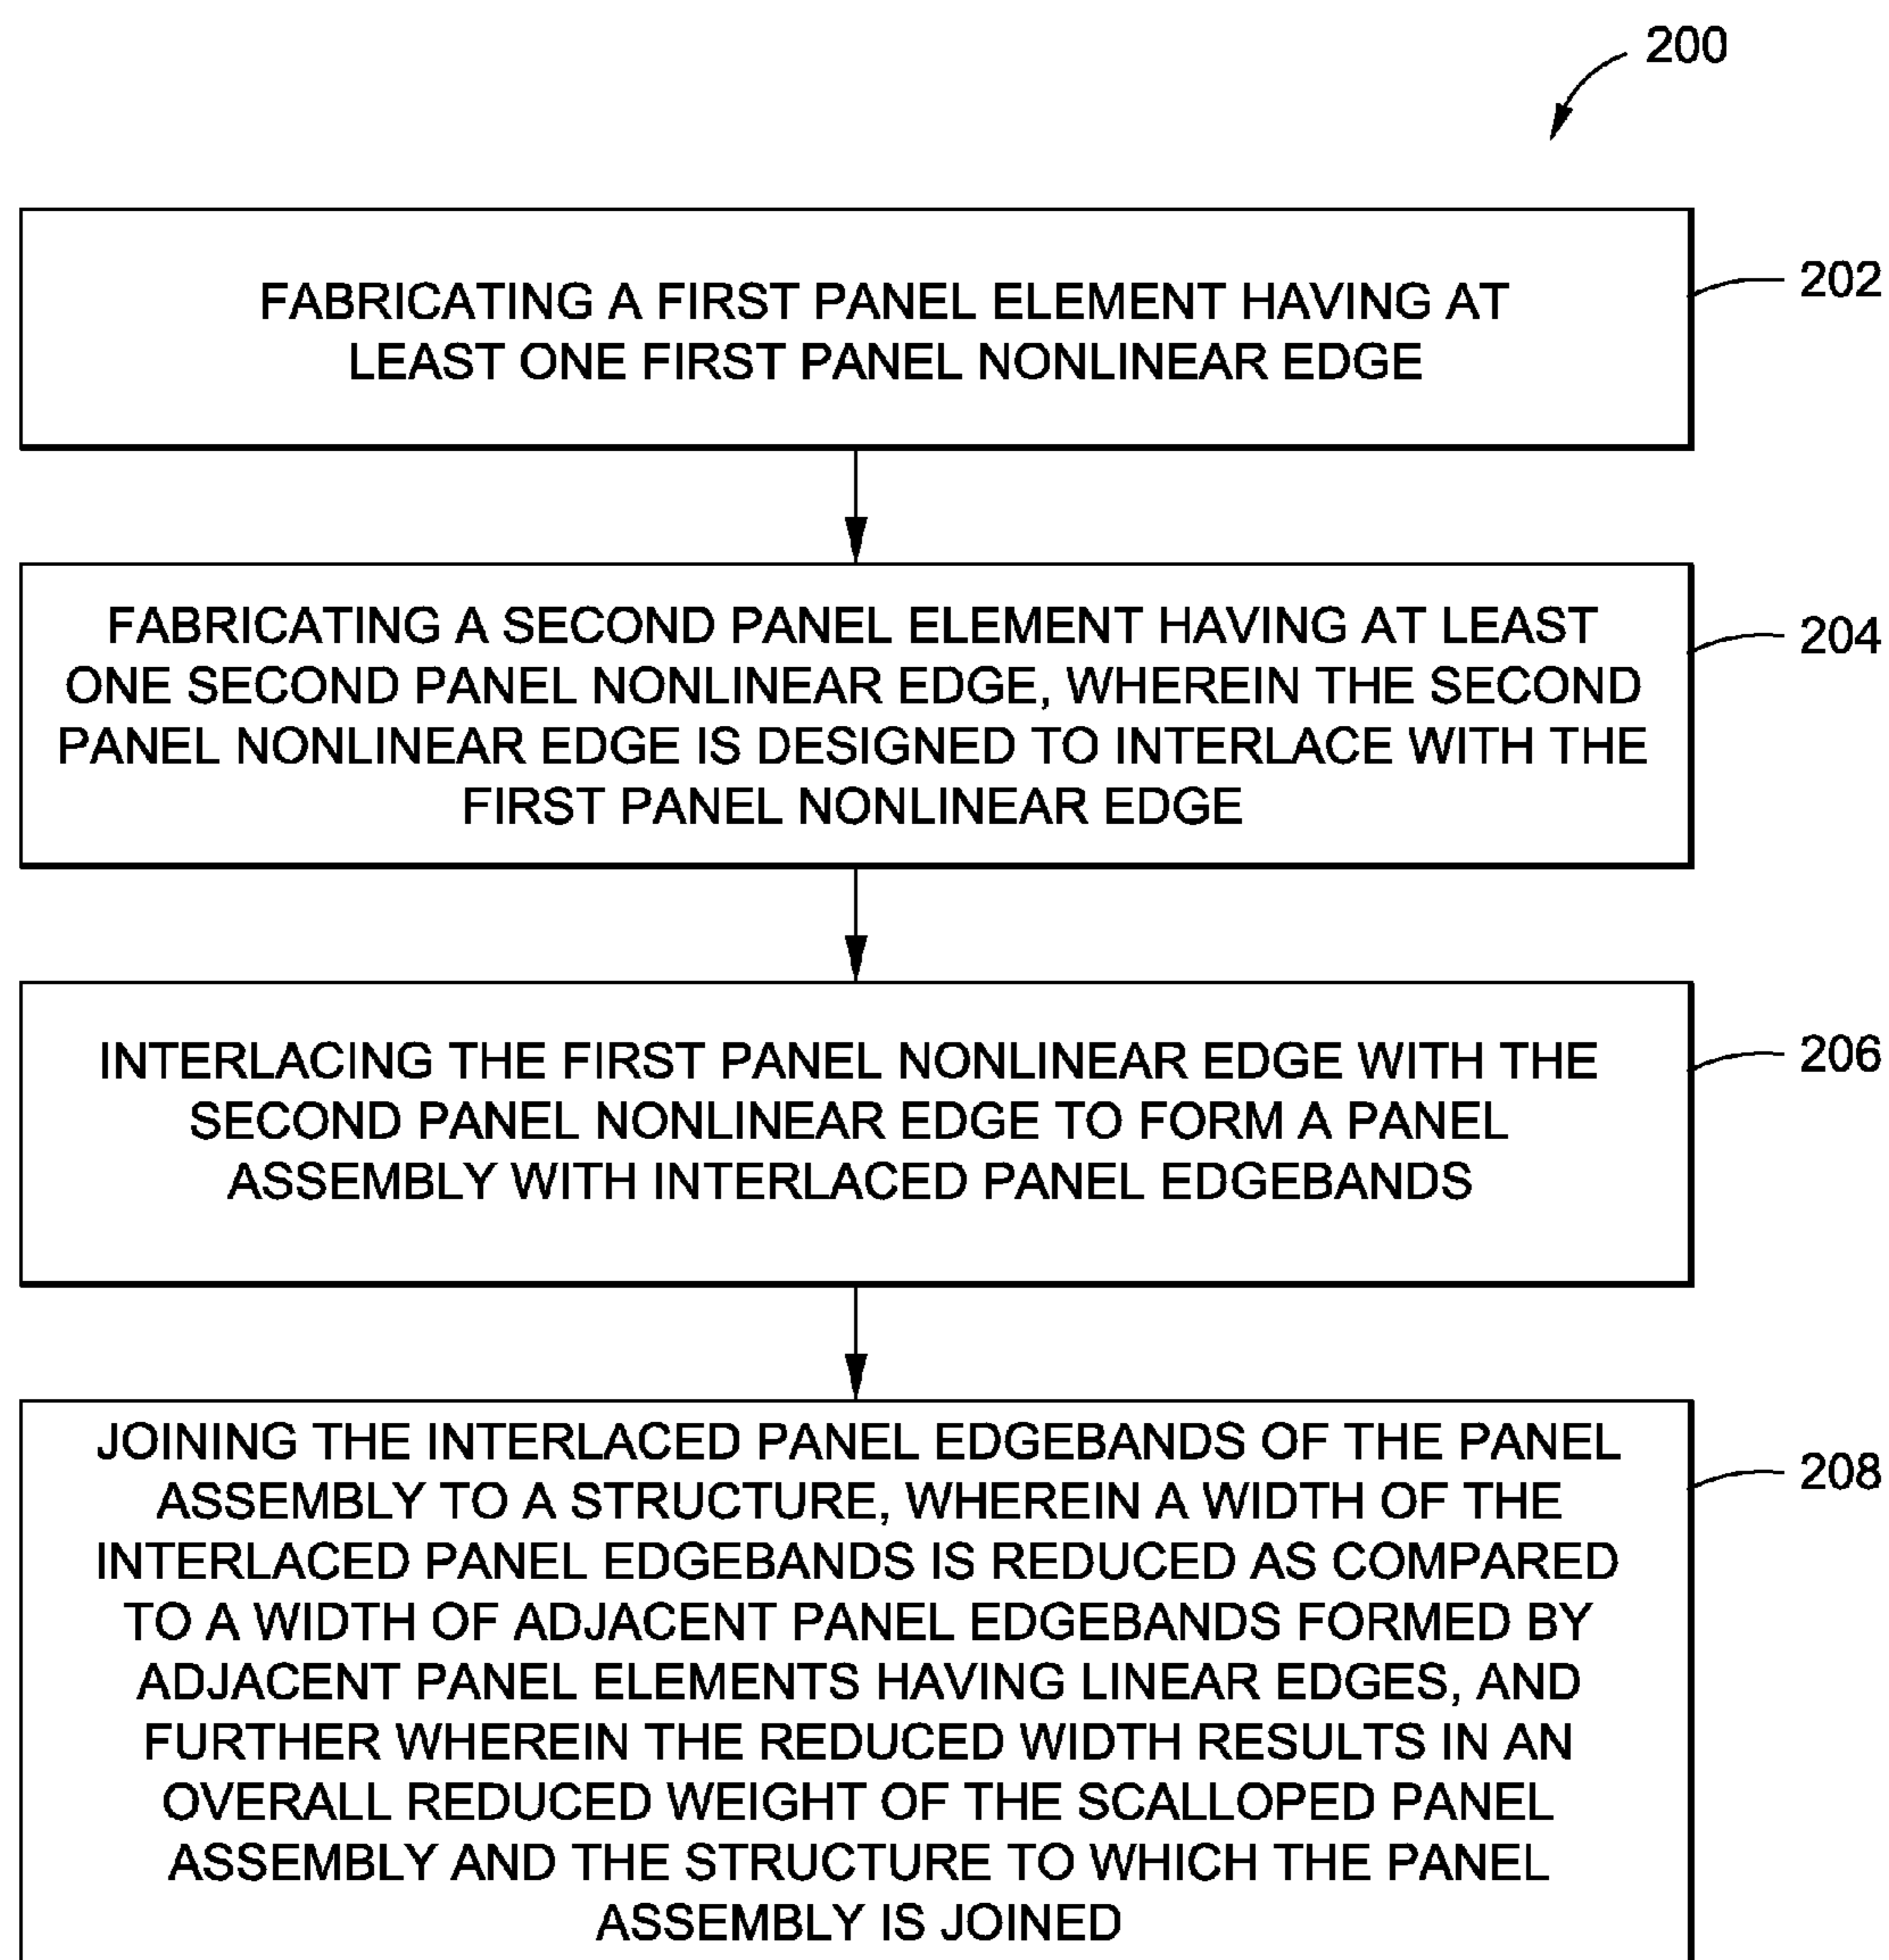 200
FABRICATING A FIRST PANEL ELEMENT HAVING AT
LEAST ONE FIRST PANEL NONLINEAR EDGE
202
FABRICATING A SECOND PANEL ELEMENT HAVING AT LEAST
ONE SECOND PANEL NONLINEAR EDGE, WHEREIN THE SECOND
PANEL NONLINEAR EDGE IS DESIGNED TO INTERLACE WITH THE
FIRST PANEL NONLINEAR EDGE
204
INTERLACING THE FIRST PANEL NONLINEAR EDGE WITH THE
SECOND PANEL NONLINEAR EDGE TO FORM A PANEL
ASSEMBLY WITH INTERLACED PANEL EDGEBANDS
206
JOINING THE INTERLACED PANEL EDGEBANDS OF THE PANEL
ASSEMBLY TO A STRUCTURE, WHEREIN A WIDTH OF THE
INTERLACED PANEL EDGEBANDS IS REDUCED AS COMPARED
TO A WIDTH OF ADJACENT PANEL EDGEBANDS FORMED BY
ADJACENT PANEL ELEMENTS HAVING LINEAR EDGES, AND
FURTHER WHEREIN THE REDUCED WIDTH RESULTS IN AN
OVERALL REDUCED WEIGHT OF THE SCALLOPED PANEL
ASSEMBLY AND THE STRUCTURE TO WHICH THE PANEL
ASSEMBLY IS JOINED
208